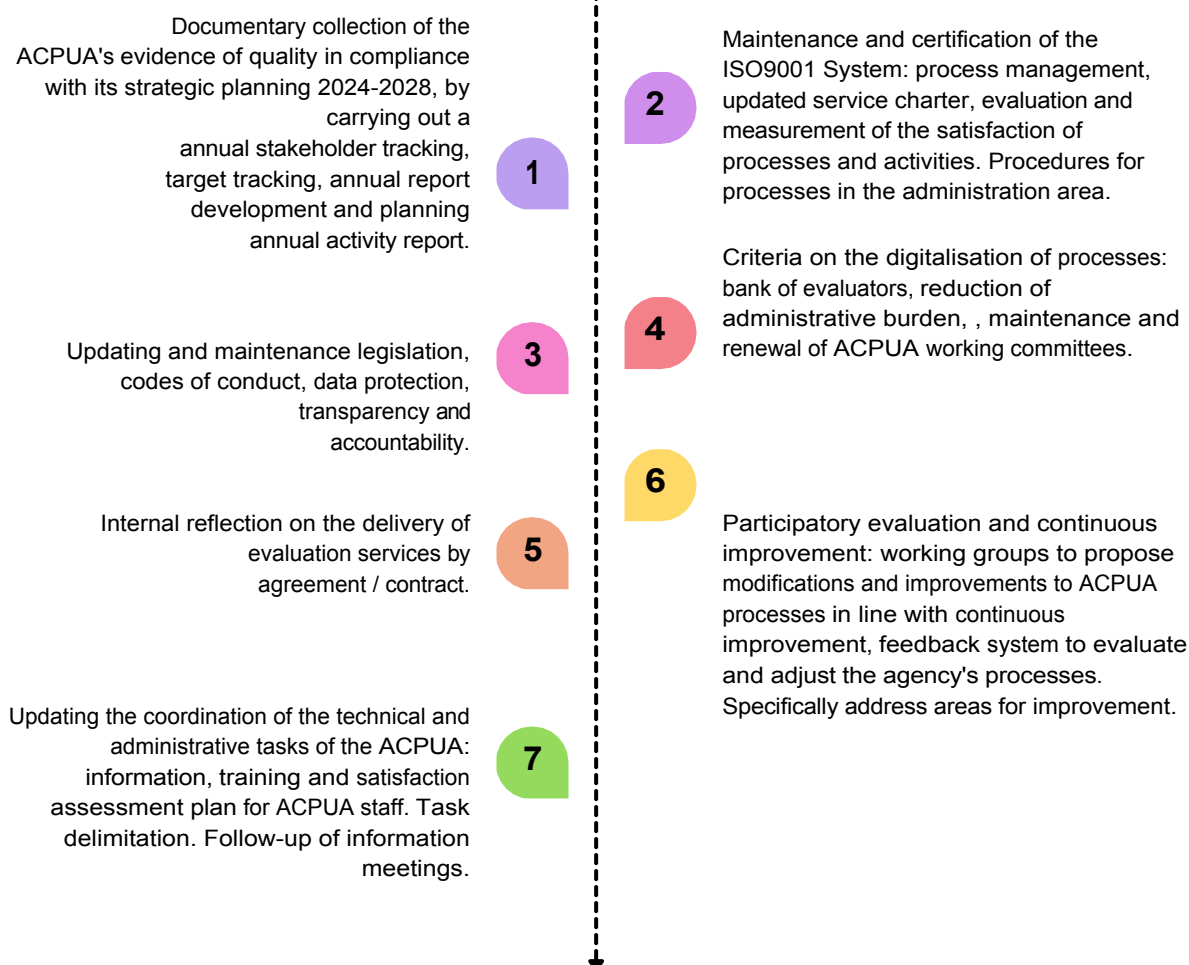 Documentary collection of the
ACPUA's evidence of quality in compliance
with its strategic planning 2024-2028, by
carrying out a
annual stakeholder tracking,
target tracking, annual report
development and planning
annual activity report.
1
2
Maintenance and certification of the
ISO9001 System: process management,
updated service charter, evaluation and
measurement of the satisfaction of
processes and activities. Procedures for
processes in the administration area.
3
Updating and maintenance legislation,
codes of conduct, data protection,
transparency and
accountability.
4
Criteria on the digitalisation of processes:
bank of evaluators, reduction of
administrative burden, , maintenance and
renewal of ACPUA working committees.
5
Internal reflection on the delivery of
evaluation services by
agreement / contract.
6
Participatory evaluation and continuous
improvement: working groups to propose
modifications and improvements to ACPUA
processes in line with continuous
improvement, feedback system to evaluate
and adjust the agency's processes.
Specifically address areas for improvement.
7
Updating the coordination of the technical and
administrative tasks of the ACPUA:
information, training and satisfaction
assessment plan for ACPUA staff. Task
delimitation. Follow-up of information
meetings.